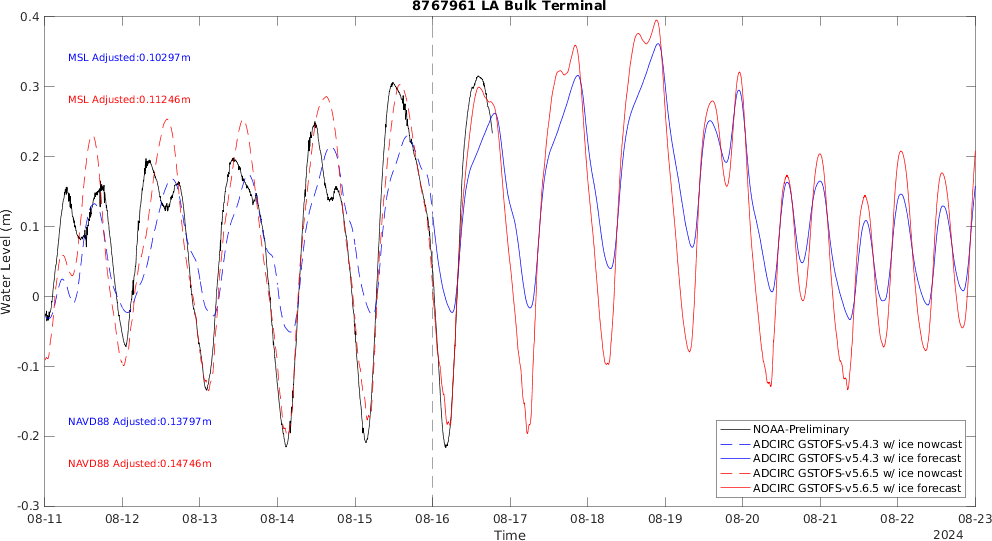 8767961 LA Bulk Terminal
0.4
0.3
0.2
0.1
0
-0.1
-0.2
-0.3
Water Level (m)
MSL Adjusted:0.10297m
MSL Adjusted:0.11246m
NAVD88 Adjusted:0.13797m
NAVD88 Adjusted:0.14746m
NOAA-Preliminary
ADCIRC GSTOFS-v5.4.3 w/ ice nowcast
ADCIRC GSTOFS-v5.4.3 w/ ice forecast
ADCIRC GSTOFS-v5.6.5 w/ ice nowcast
ADCIRC GSTOFS-v5.6.5 w/ ice forecast
08-11 08-12 08-13 08-14 08-15 08-16 08-17 08-18 08-19 08-20 08-21 08-22 08-23
Time
2024